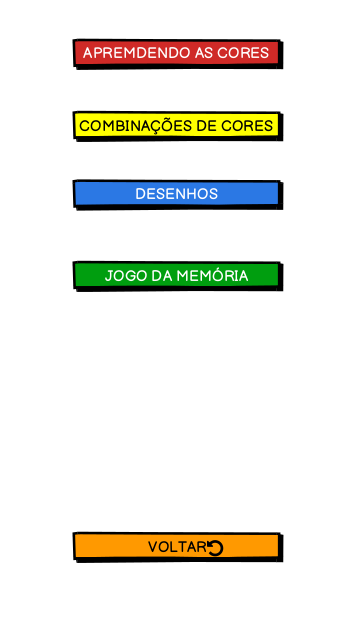 APREMDENDO AS CORES
COMBINAÇÕES DE CORES
DESENHOS
JOGO DA MEMÓRIA
VOLTAR